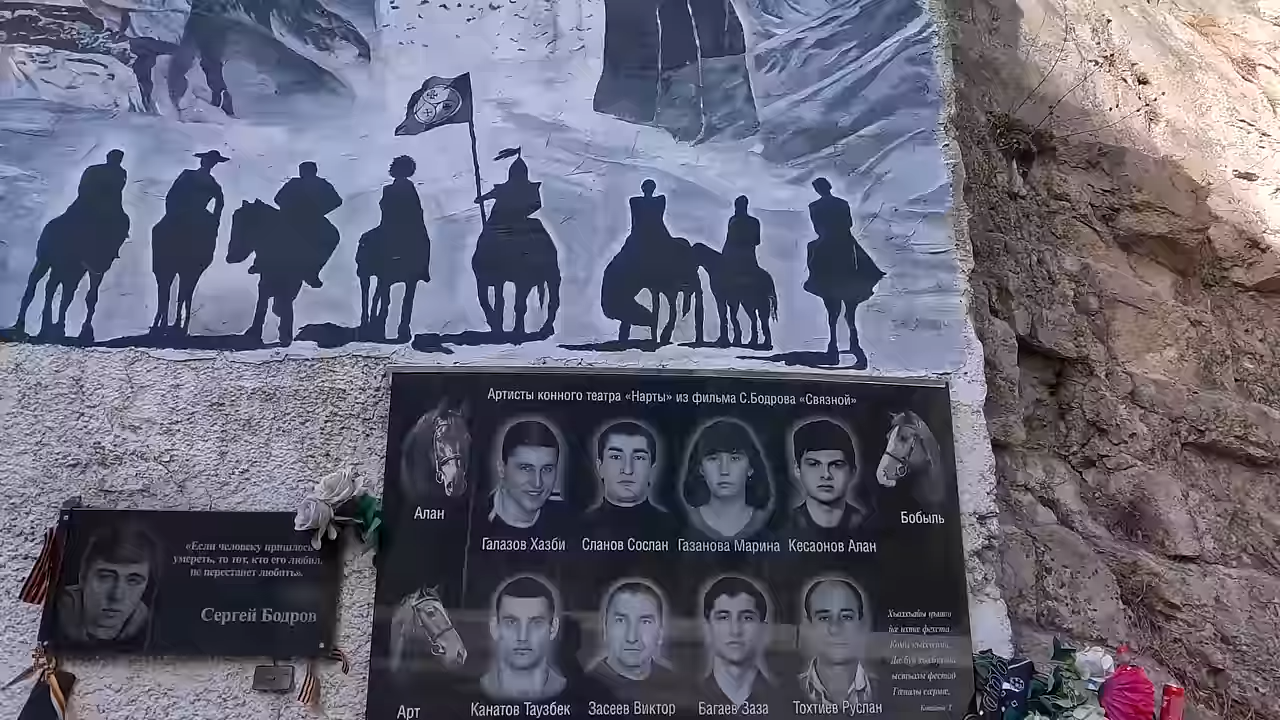 Артисты конного театра «Нарты» из фильма С.Бодрова «Связной»
Алан
Бобыль
Галазов Хазби
Сланов Сослан
Газанова Марина
Кесаонов Алан
«Если человеку пришлось
умереть, то тот, кто его любил,
не перестанет любить».
Сергей Бодров
Арт
Канатов Таузбек
Засеев Виктор
Багаев Заза
Тохтиев Руслан